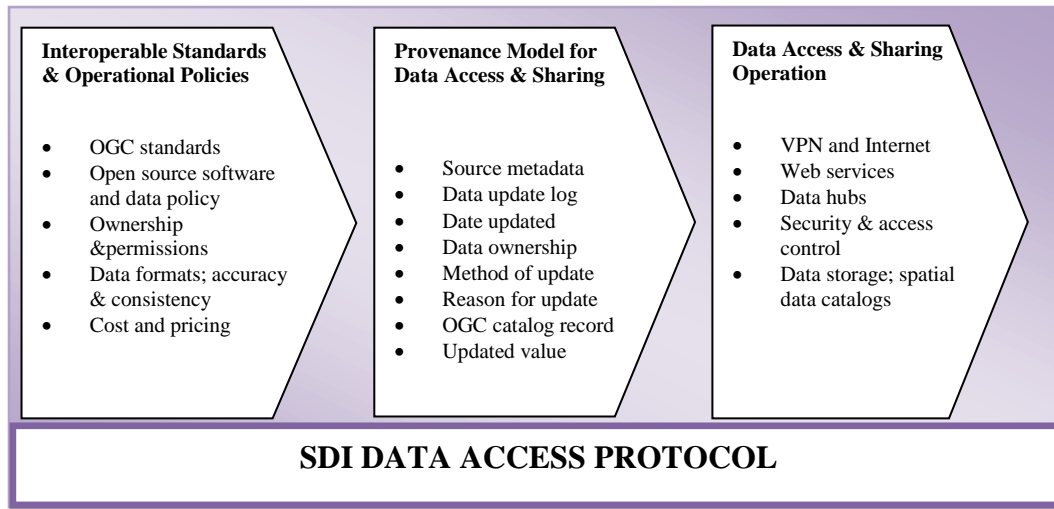 Interoperable Standards
& Operational Policies
• OGC standards
• Open source software
and data policy
• Ownership
&permissions
• Data formats; accuracy
& consistency
• Cost and pricing
Provenance Model for
Data Access & Sharing
• Source metadata
• Data update log
• Date updated
• Data ownership
• Method of update
• Reason for update
• OGC catalog record
• Updated value
Data Access & Sharing
Operation
• VPN and Internet
• Web services
• Data hubs
• Security & access
control
• Data storage; spatial
data catalogs
SDI DATA ACCESS PROTOCOL